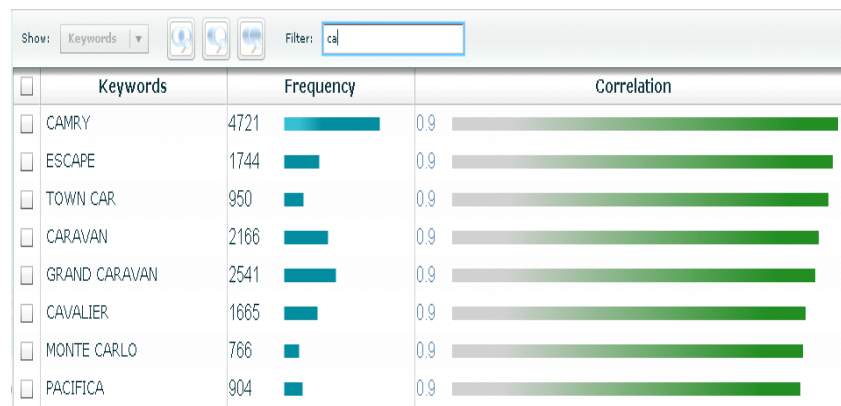 Show: Keywords Filter: ca
Keywords Frequency Correlation
CAMRY 4721 0.9
ESCAPE 1744 0.9
TOWN CAR 950 0.9
CARAVAN 2166 0.9
GRAND CARAVAN 2541 0.9
CAVALIER 1665 0.9
MONTE CARLO 766 0.9
PACIFICA 904 0.9